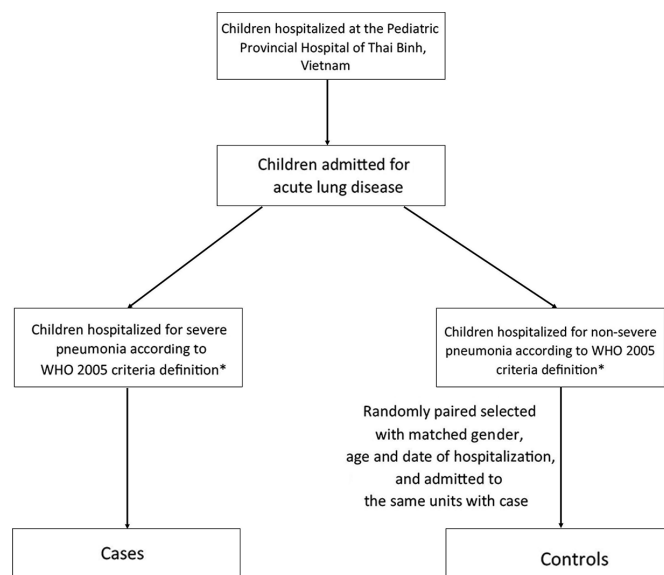 Children hospitalized at the Pediatric
Provincial Hospital of Thai Binh,
Vietnam
Children admitted for
acute lung disease
Children hospitalized for severe
pneumonia according to
WHO 2005 criteria definition*
Children hospitalized for non-severe
pneumonia according to WHO 2005
criteria definition*
Randomly paired selected
with matched gender,
age and date of hospitalization,
and admitted to
the same units with case
Cases
Controls